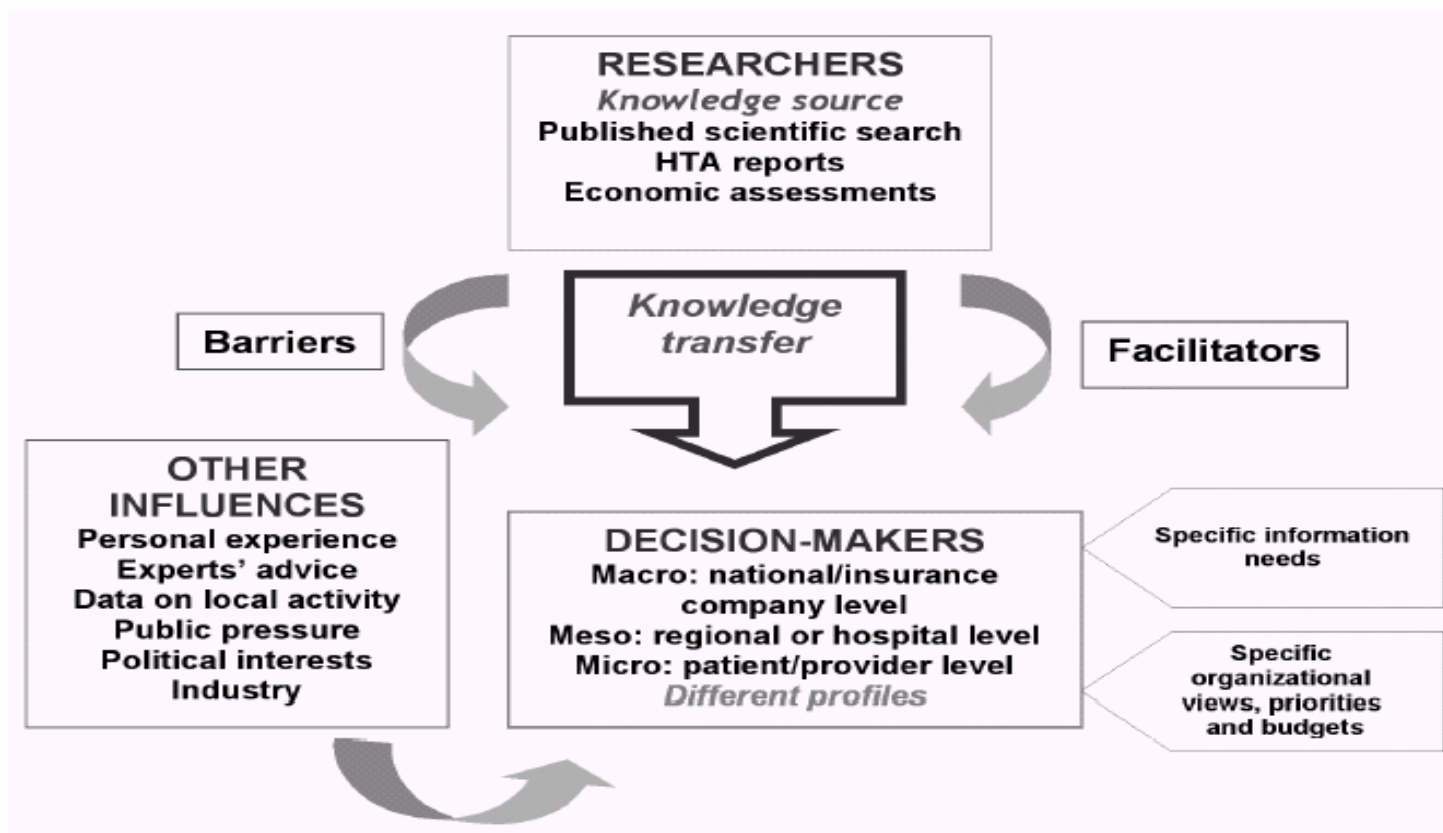 RESEARCHERS
Knowledge source
Published scientific search
HTA reports
Economic assessments
Knowledge
transfer
Barriers
Facilitators
OTHER
INFLUENCES
Personal experience
Experts’ advice
Data on local activity
Public pressure
Political interests
Industry
DECISION-MAKERS
Macro: national/insurance
company level
Meso: regional or hospital level
Micro: patient/provider level
Different profiles
Specific information
needs
Specific
organizational
views, priorities
and budgets